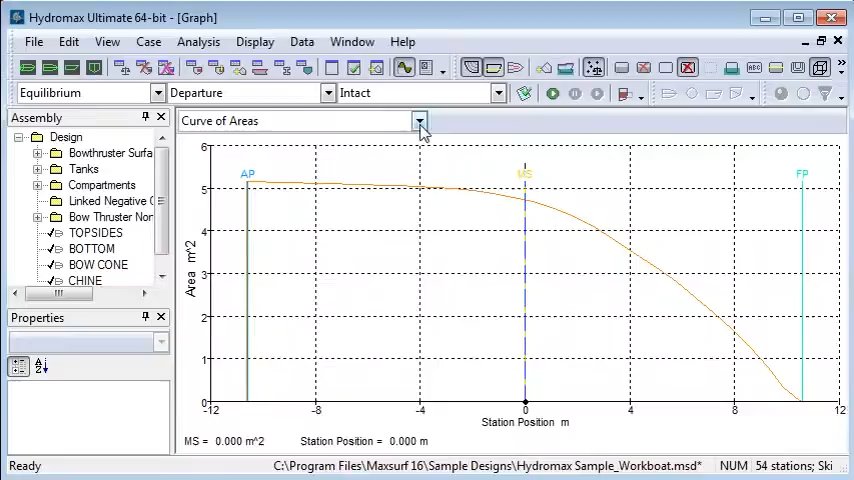 Hydromax Ultimate 64-bit - [Graph]
File Edit View Case Analysis Display Data Window Help
Equilibrium Departure Intact
Assembly
Curve of Areas
Design
Bowthruster Surfa
Tanks
Compartments
Linked Negative C
Bow Thruster Non
TOPSIDES
BOTTOM
BOW CONE
CHINE
Properties
6
5
4
3
2
1
0
Area m^2
AP MS FP
-12 -8 -4 0 4 8 12
Station Position m
MS = 0.000 m^2 Station Position = 0.000 m
Ready C:\Program Files\Maxsurf 16\Sample Designs\Hydromax Sample_Workboat.msd* NUM 54 stations; Ski